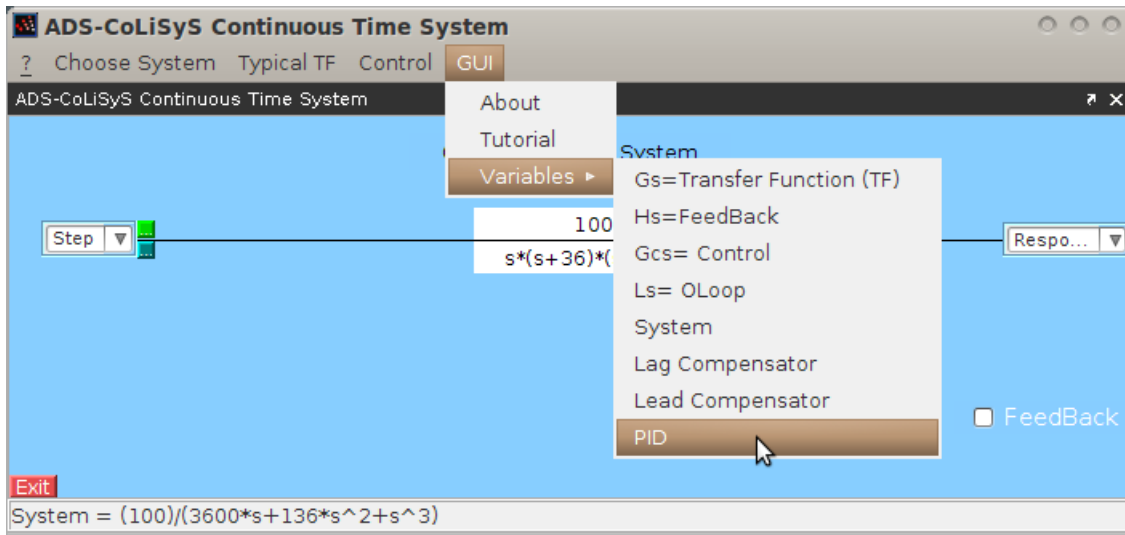 ADS-CoLiSyS Continuous Time System
? Choose System Typical TF Control GUI
ADS-CoLiSyS Continuous Time System
About
Tutorial
System
Variables
Gs=Transfer Function (TF)
Hs=FeedBack
Gcs= Control
Ls= OLoop
System
Lag Compensator
Lead Compensator
PID
Step
100
s*(s+36)*(
Respo...
FeedBack
Exit
System = (100)/(3600*s+136*s^2+s^3)